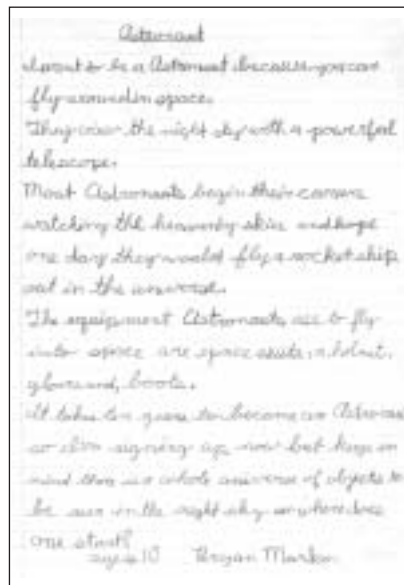 Astronaut
I want to be a Astronaut because you can
fly around in space.
They view the night sky with a powerful
telescope.
Most Astronauts begin their careers
watching the heavenly skies and hope
one day they would fly a rocket ship
out in the universe.
The equipment Astronauts use to fly
into space are space suits, a helmet,
gloves and, boots.
It takes ten years to become an Astronaut
so I'm signing up now but keep in
mind there is a whole universe of objects to
be seen in the night sky so where does
one start?
age 10 Bryan